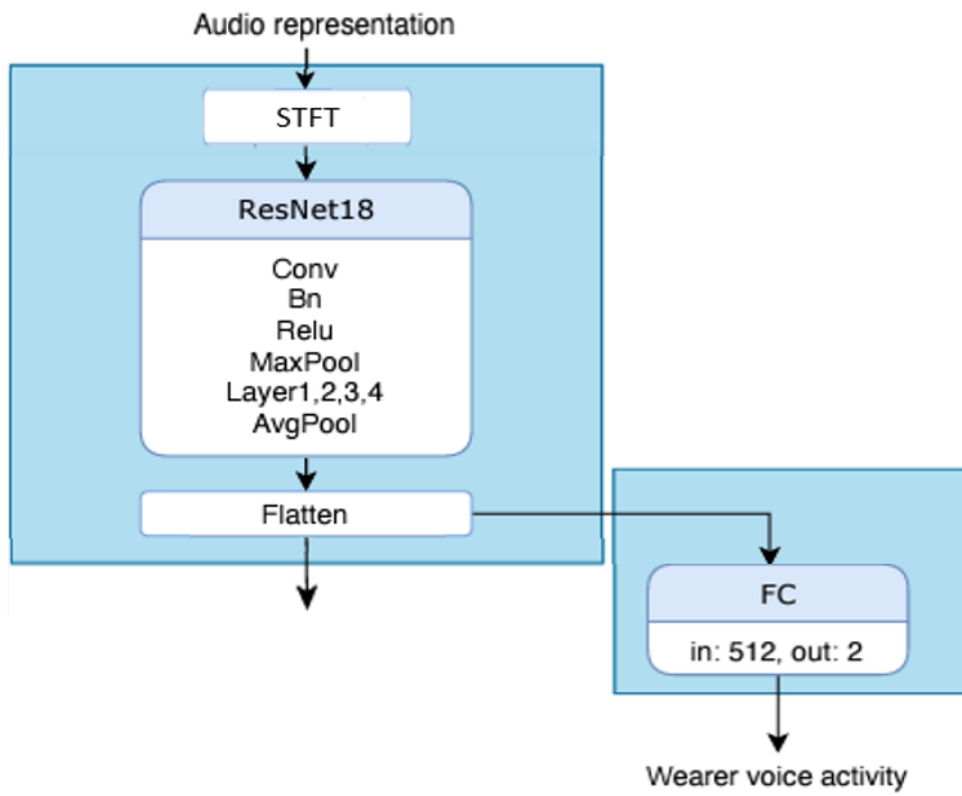 Audio representation
STFT
ResNet18
Conv
Bn
Relu
MaxPool
Layer1,2,3,4
AvgPool
Flatten
FC
in: 512, out: 2
Wearer voice activity